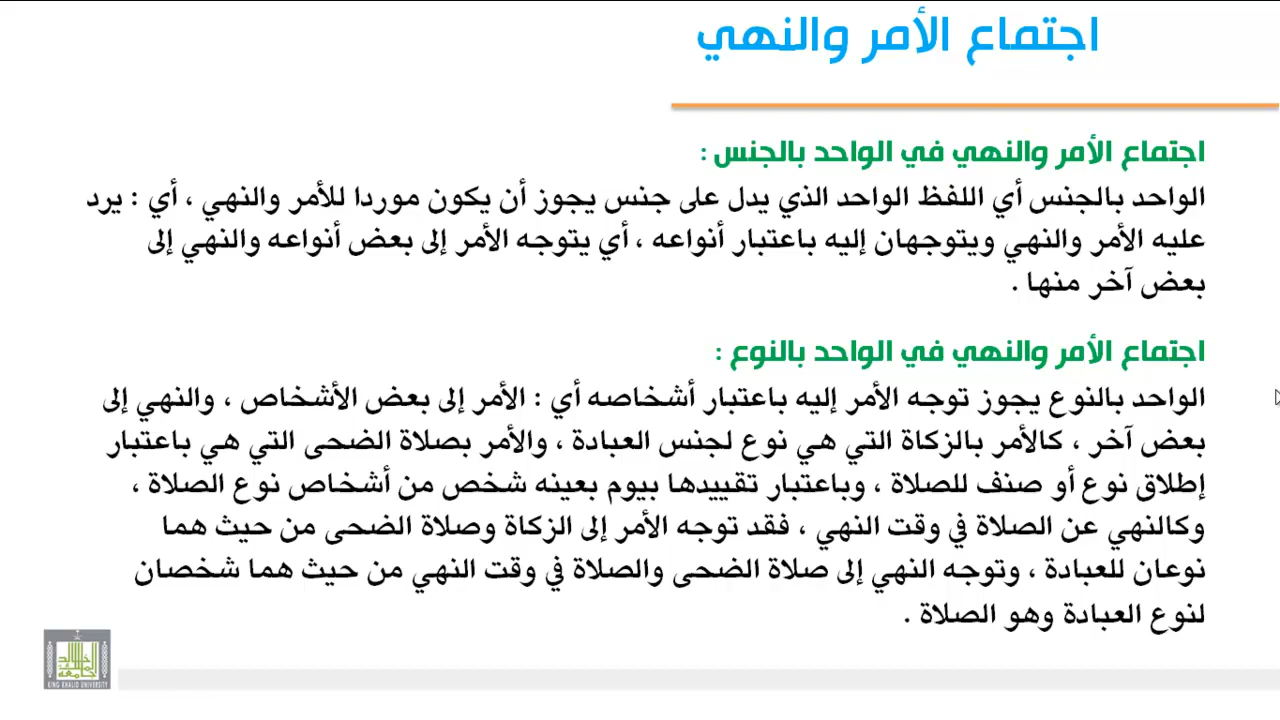 اجتماع الأمر والنهي
اجتماع الأمر والنهي في الواحد بالجنس :
الواحد بالجنس أي اللفظ الواحد الذي يدل على جنس يجوز أن يكون موردا للأمر والنهي ، أي : يرد
عليه الأمر والنهي ويتوجهان إليه باعتبار أنواعه ، أي يتوجه الأمر إلى بعض أنواعه والنهي إلى
بعض آخر منها .
اجتماع الأمر والنهي في الواحد بالنوع :
الواحد بالنوع يجوز توجه الأمر إليه باعتبار أشخاصه أي : الأمر إلى بعض الأشخاص ، والنهي إلى
بعض آخر ، كالأمر بالزكاة التي هي نوع لجنس العبادة ، والأمر بصلاة الضحى التي هي باعتبار
إطلاق نوع أو صنف للصلاة ، وباعتبار تقييدها بيوم بعينه شخص من أشخاص نوع الصلاة ،
وكالنهي عن الصلاة في وقت النهي ، فقد توجه الأمر إلى الزكاة وصلاة الضحى من حيث هما
نوعان للعبادة ، وتوجه النهي إلى صلاة الضحى والصلاة في وقت النهي من حيث هما شخصان
لنوع العبادة وهو الصلاة .
جامعة الملك خالد
KING KHALID UNIVERSITY